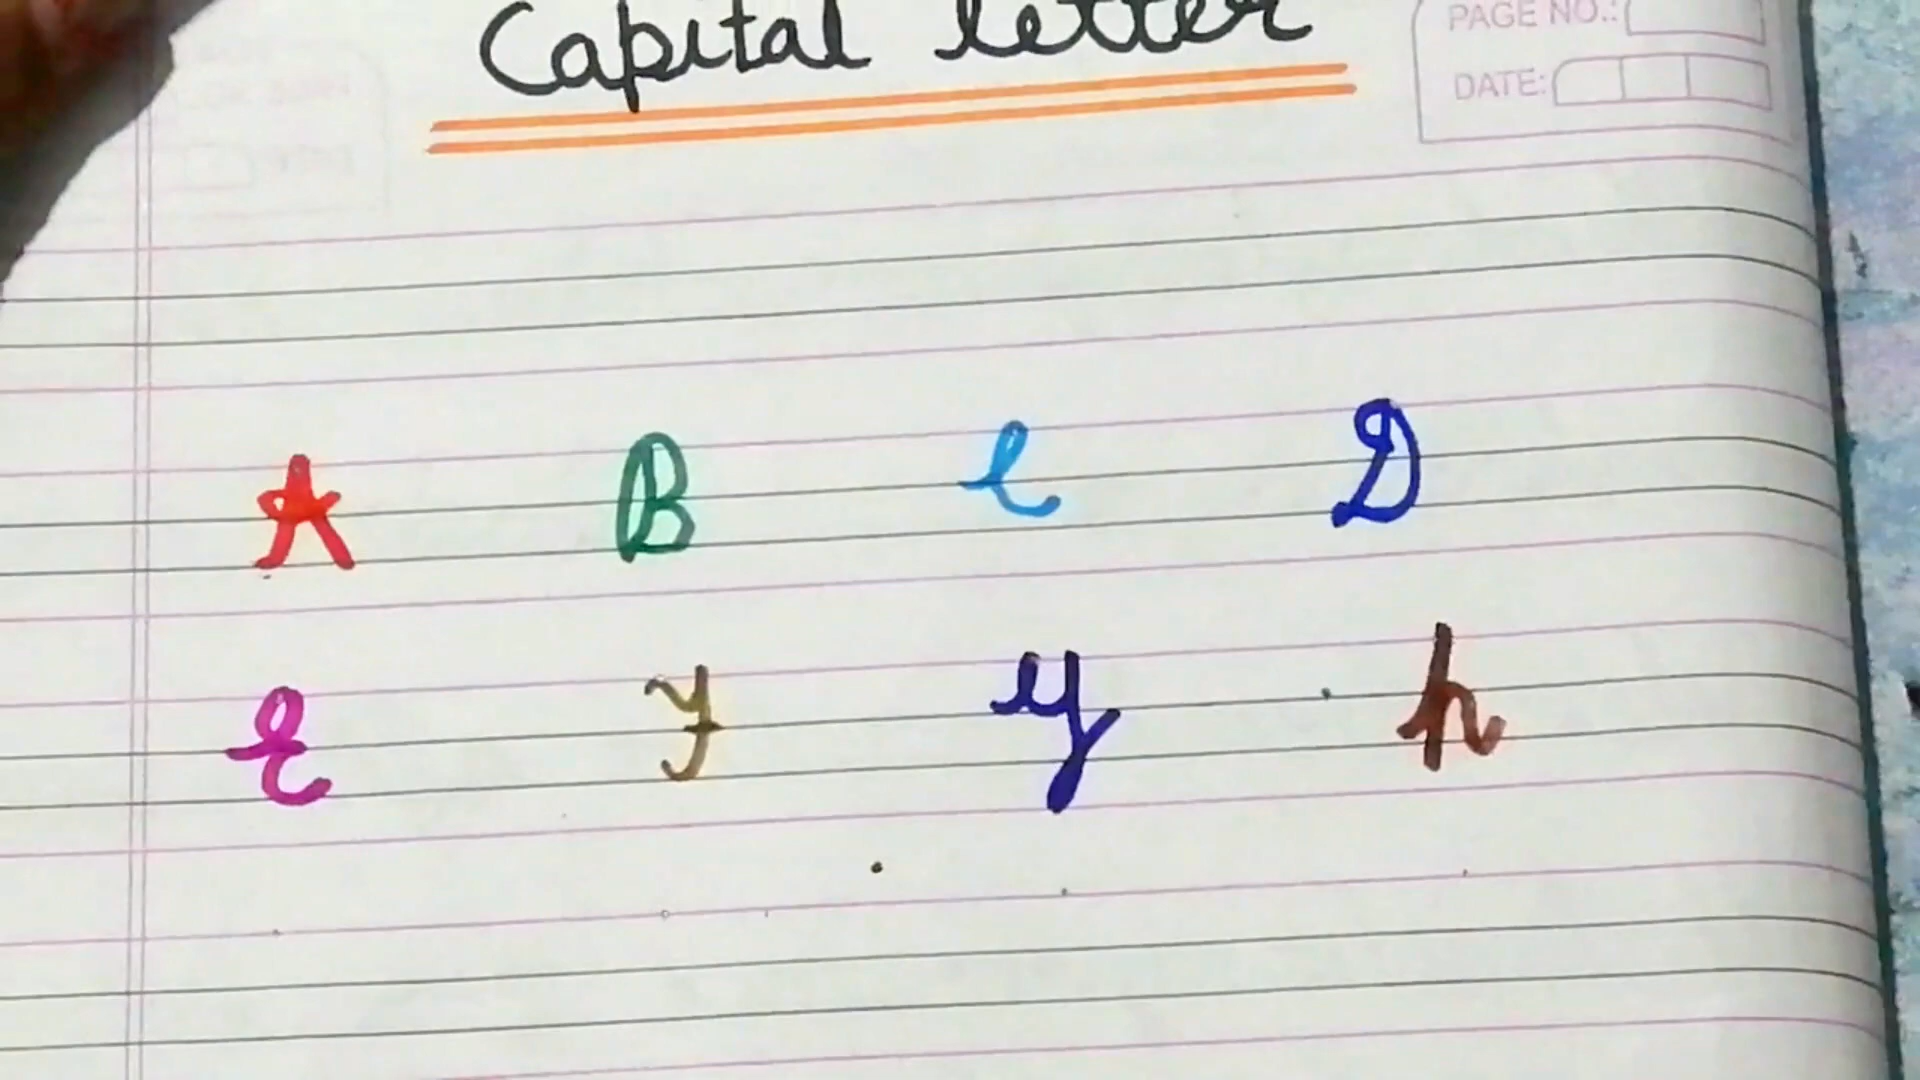 Capital letter
PAGE NO.:
DATE:
A B C D
E F G H